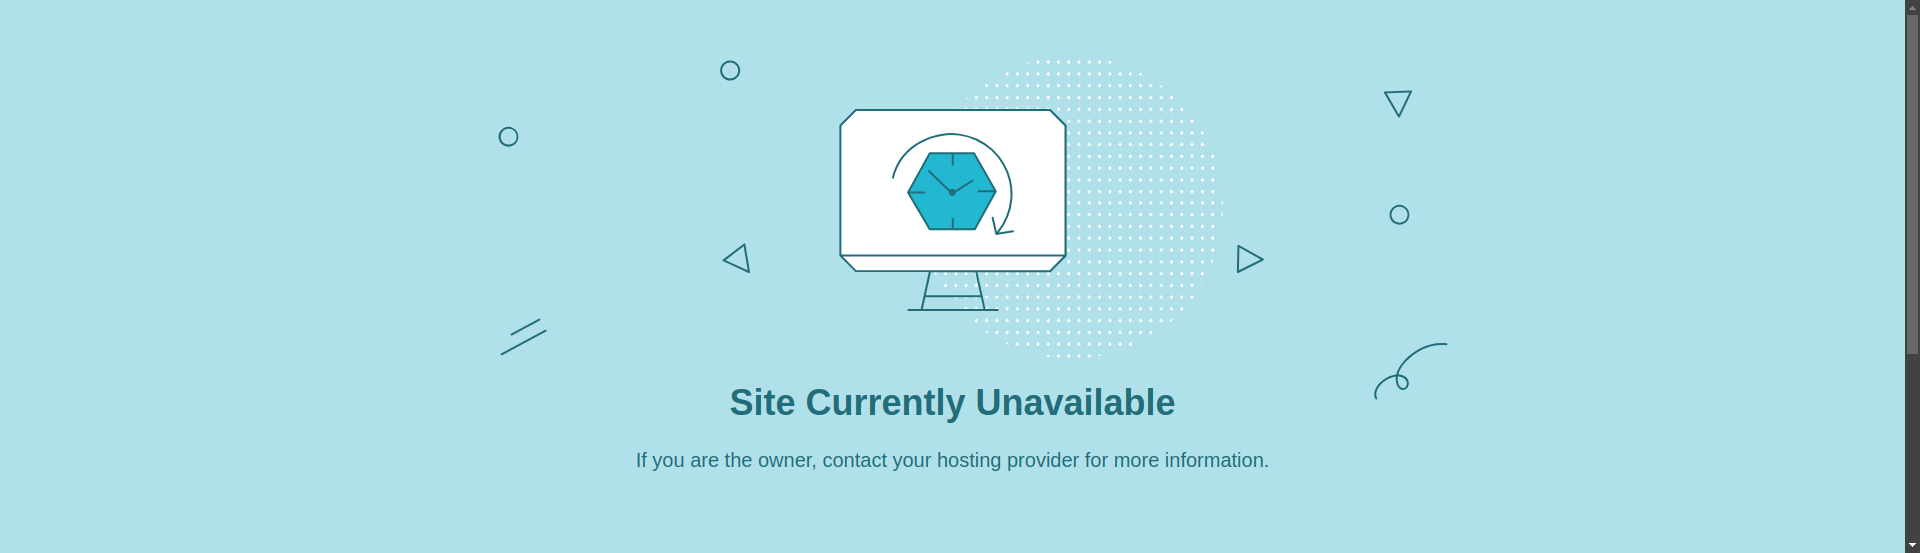 Site Currently Unavailable
If you are the owner, contact your hosting provider for more information.